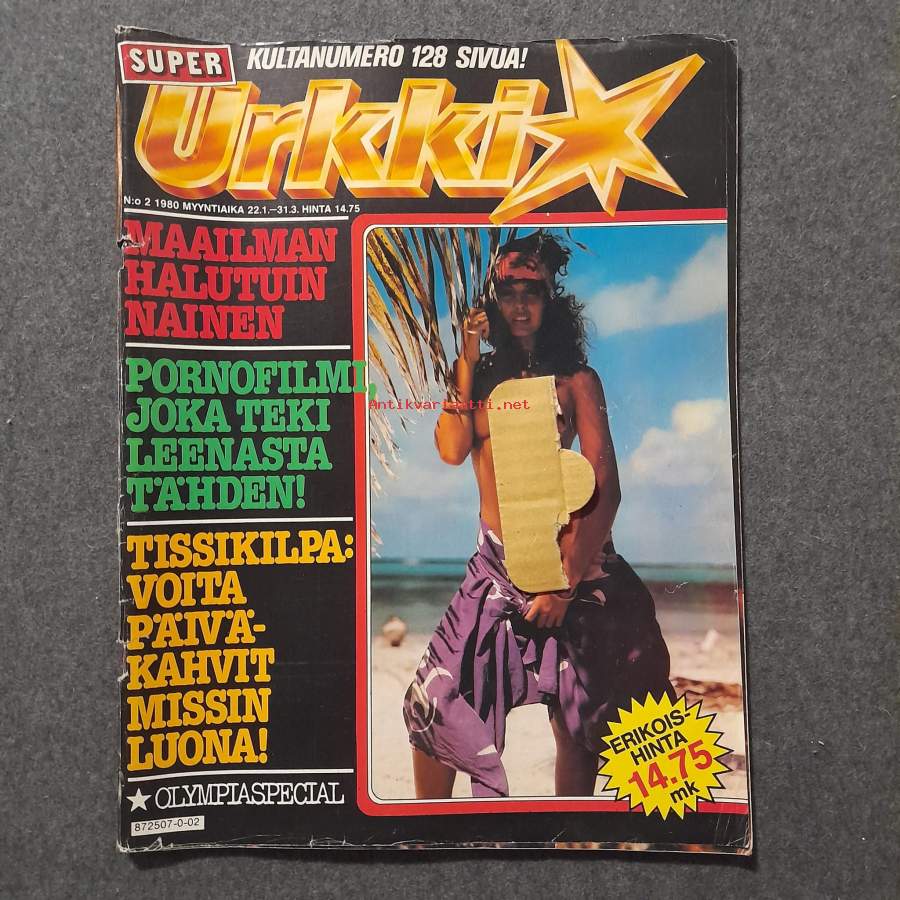 SUPER
KULTANUMERO 128 SIVUA!
Urkki
N:o 2 1980 MYYNTIAIKA 22.1.–31.3. HINTA 14.75
MAAILMAN
HALUTUIN
NAINEN
PORNOFILMI,
JOKA TEKI
LEENASTA
TÄHDEN!
TISSIKILPA:
VOITA
PÄIVÄ-
KAHVIT
MISSIN
LUONA!
★ OLYMPIASPECIAL
872507-0-02
Antikvariaatti.net
ERIKOIS-
HINTA
14.75
mk